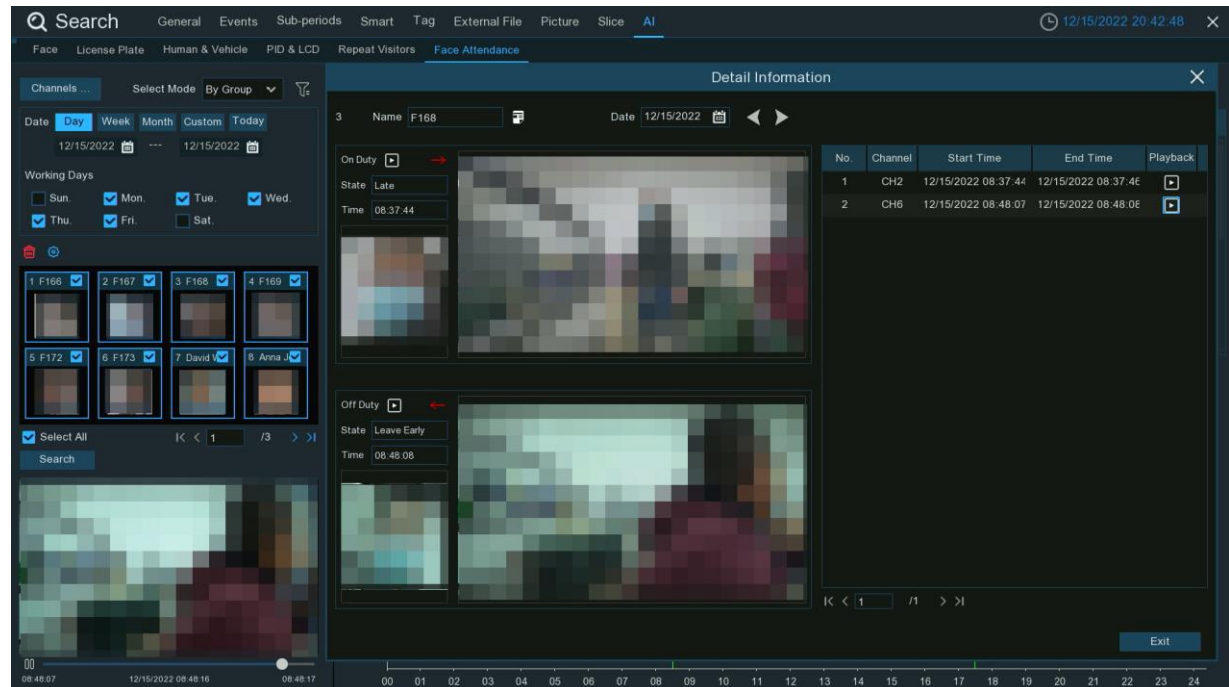 Search General Events Sub-periods Smart Tag External File Picture Slice AI 12/15/2022 20:42:48
Face License Plate Human & Vehicle PID & LCD Repeat Visitors Face Attendance
Channels ... Select Mode By Group
Date Day Week Month Custom Today
12/15/2022 --- 12/15/2022
Working Days
Sun. Mon. Tue. Wed.
Thu. Fri. Sat.
1 F166 2 F167 3 F168 4 F169
5 F172 6 F173 7 David 8 Anna
Select All 1 /3
Search
08:48:07 12/15/2022 08:48:16 08:48:17
Detail Information
3 Name F168 Date 12/15/2022
On Duty
State Late
Time 08:37:44
Off Duty
State Leave Early
Time 08:48:08
No. Channel Start Time End Time Playback
1 CH2 12/15/2022 08:37:44 12/15/2022 08:37:46
2 CH6 12/15/2022 08:48:07 12/15/2022 08:48:08
1 /1
Exit
00 01 02 03 04 05 06 07 08 09 10 11 12 13 14 15 16 17 18 19 20 21 22 23 24